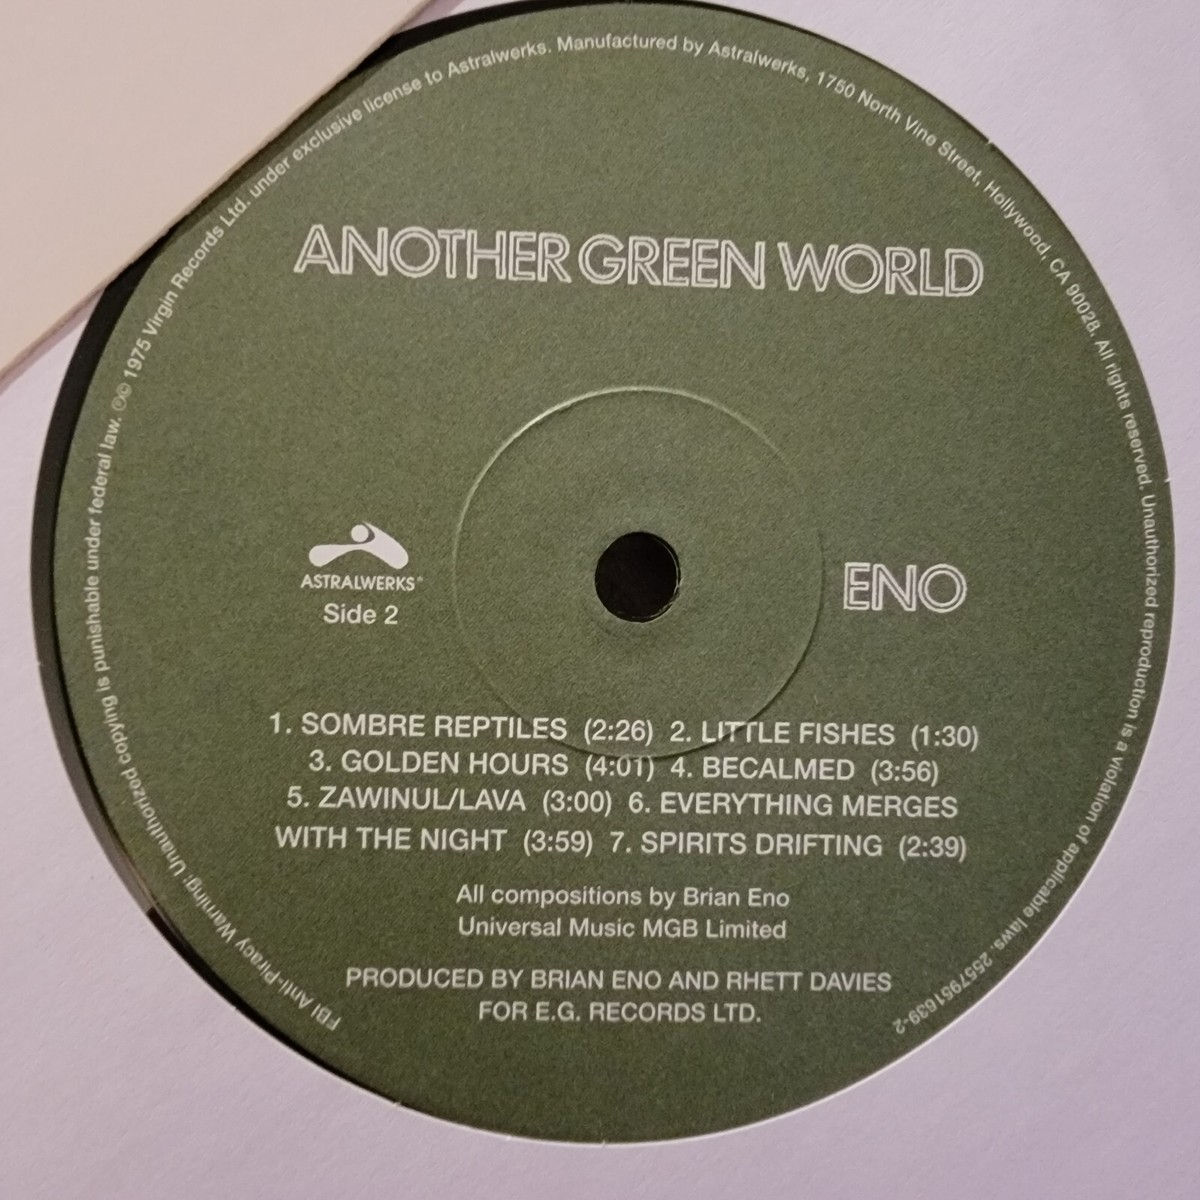 ANOTHER GREEN WORLD
ASTRALWERKS®
Side 2
ENO
1. SOMBRE REPTILES (2:26) 2. LITTLE FISHES (1:30)
3. GOLDEN HOURS (4:01) 4. BECALMED (3:56)
5. ZAWINUL/LAVA (3:00) 6. EVERYTHING MERGES
WITH THE NIGHT (3:59) 7. SPIRITS DRIFTING (2:39)
All compositions by Brian Eno
Universal Music MGB Limited
PRODUCED BY BRIAN ENO AND RHETT DAVIES
FOR E.G. RECORDS LTD.
FBI Anti-Piracy Warning: Unauthorized copying is punishable under federal law. ℗© 1975 Virgin Records Ltd. under exclusive license to Astralwerks. Manufactured by Astralwerks, 1750 North Vine Street, Hollywood, CA 90028. All rights reserved. Unauthorized reproduction is a violation of applicable laws. 2557951639-2